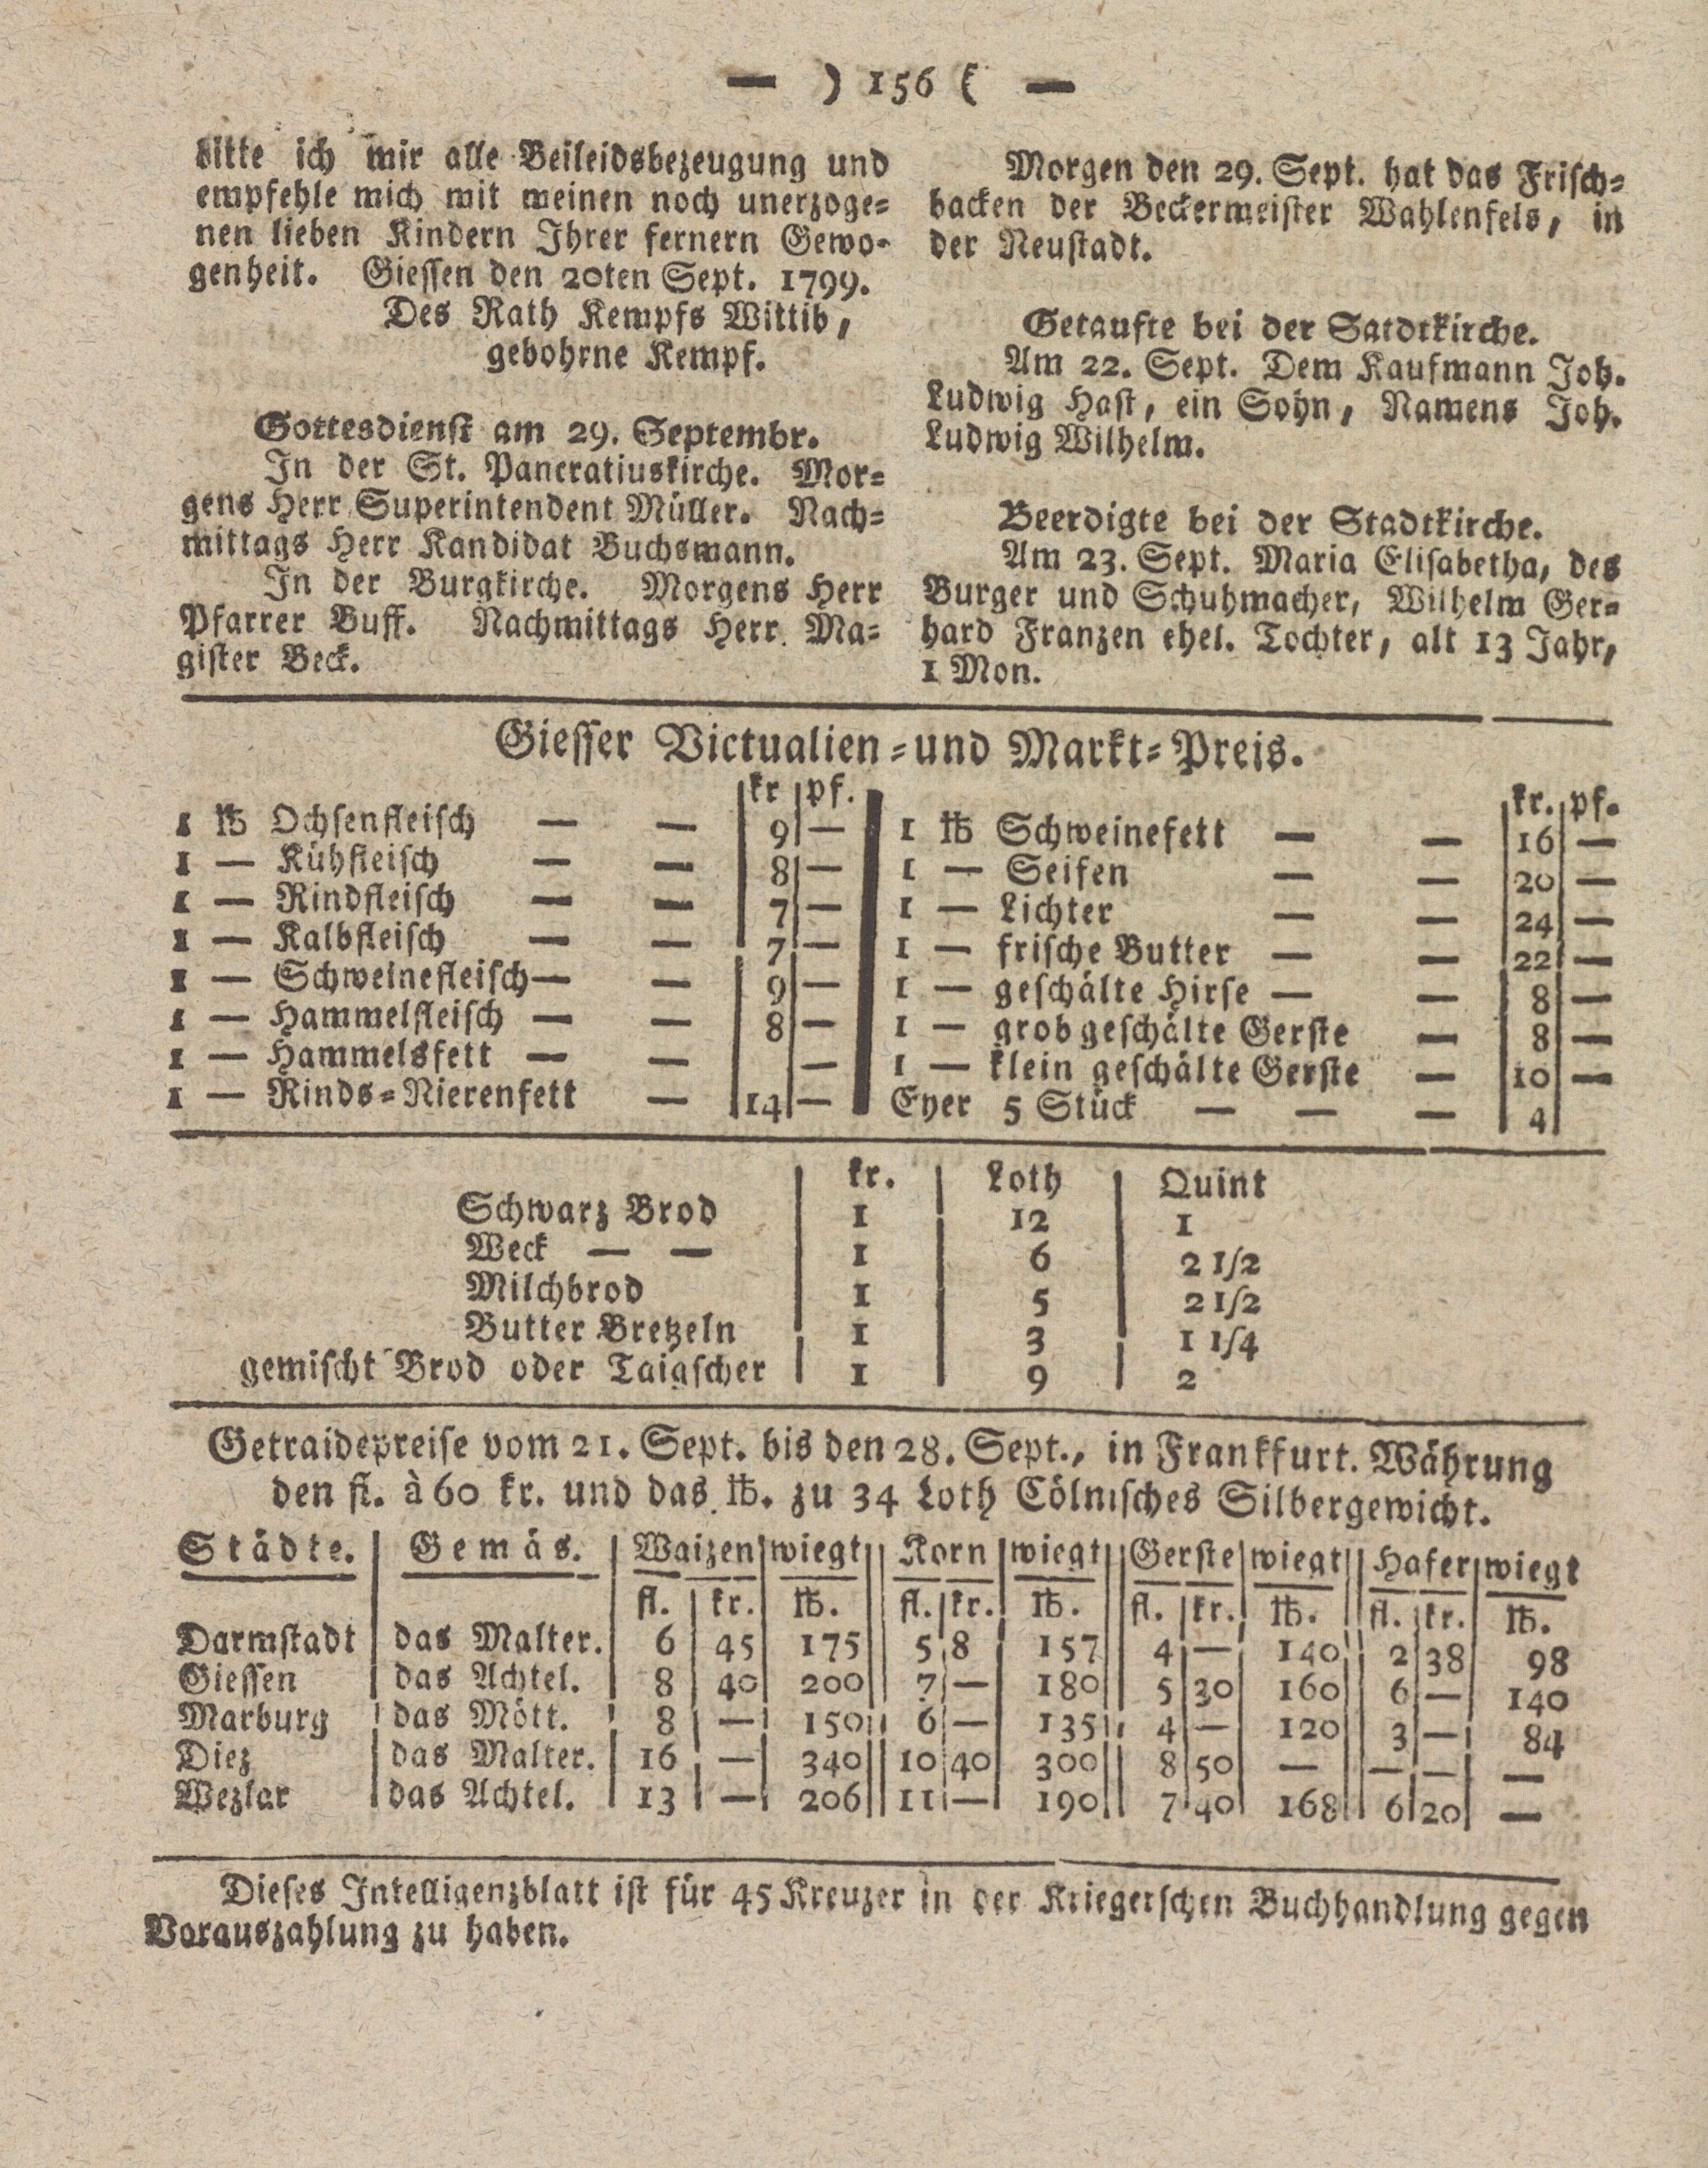 — ) 156 ( —
bitte ich mir alle Beileidsbezeugung und
empfehle mich mit meinen noch unerzoge=
nen lieben Kindern Ihrer fernern Gewo=
genheit. Giessen den 20ten Sept. 1799.
Des Rath Kempfs Wittib,
gebohrne Kempf.
Gottesdienst am 29. Septembr.
In der St. Pancratiuskirche. Mor=
gens Herr Superintendent Müller. Nach=
mittags Herr Kandidat Buchsmann.
In der Burgkirche. Morgens Herr
Pfarrer Buff. Nachmittags Herr Ma=
gister Beck.
Morgen den 29. Sept. hat das Frisch=
backen der Beckermeister Wahlenfels, in
der Neustadt.
Getaufte bei der Satdtkirche.
Am 22. Sept. Dem Kaufmann Joh.
Ludwig Hast, ein Sohn, Namens Joh.
Ludwig Wilhelm.
Beerdigte bei der Stadtkirche.
Am 23. Sept. Maria Elisabetha, des
Burger und Schuhmacher, Wilhelm Ger=
hard Franzen ehel. Tochter, alt 13 Jahr,
1 Mon.
Giesser Victualien=und Markt=Preis.
kr pf.
1 ℔ Ochsenfleisch — — 9 —
1 — Kühfleisch — — 8 —
1 — Rindfleisch — — 7 —
1 — Kalbfleisch — — 7 —
1 — Schweinefleisch — — 9 —
1 — Hammelfleisch — — 8 —
1 — Hammelsfett — — —
1 — Rinds=Nierenfett — 14 —
kr. pf.
1 ℔ Schweinefett — — 16 —
1 — Seifen — — 20 —
1 — Lichter — — 24 —
1 — frische Butter — — 22 —
1 — geschälte Hirse — — 8 —
1 — grob geschälte Gerste — 8 —
1 — klein geschälte Gerste — 10 —
Eyer 5 Stück — — — 4
kr. Loth Quint
Schwarz Brod 1 12 1
Weck — — 1 6 2 1/2
Milchbrod 1 5 2 1/2
Butter Bretzeln 1 3 1 1/4
gemischt Brod oder Taigscher 1 9 2
Getraidepreise vom 21. Sept. bis den 28. Sept., in Frankfurt. Währung
den fl. à 60 kr. und das ℔. zu 34 Loth Cölnisches Silbergewicht.
Städte. Gemäs. Waizen wiegt Korn wiegt Gerste wiegt Hafer wiegt
fl. kr. ℔. fl. kr. ℔. fl. kr. ℔. fl. kr. ℔.
Darmstadt das Malter. 6 45 175 5 8 157 4 — 140 2 38 98
Giessen das Achtel. 8 40 200 7 — 180 5 30 160 6 — 140
Marburg das Mött. 8 — 150 6 — 135 4 — 120 3 — 84
Diez das Malter. 16 — 340 10 40 300 8 50 — — — —
Wezlar das Achtel. 13 — 206 11 — 190 7 40 168 6 20 —
Dieses Intelligenzblatt ist für 45 Kreuzer in der Kriegerschen Buchhandlung gegen
Vorauszahlung zu haben.